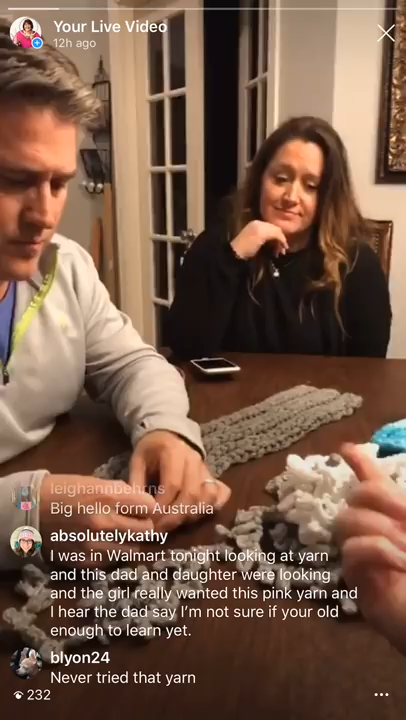 Your Live Video
12h ago
leighannbehrns
Big hello form Australia
absolutelykathy
I was in Walmart tonight looking at yarn
and this dad and daughter were looking
and the girl really wanted this pink yarn and
I hear the dad say I'm not sure if your old
enough to learn yet.
blyon24
Never tried that yarn
232